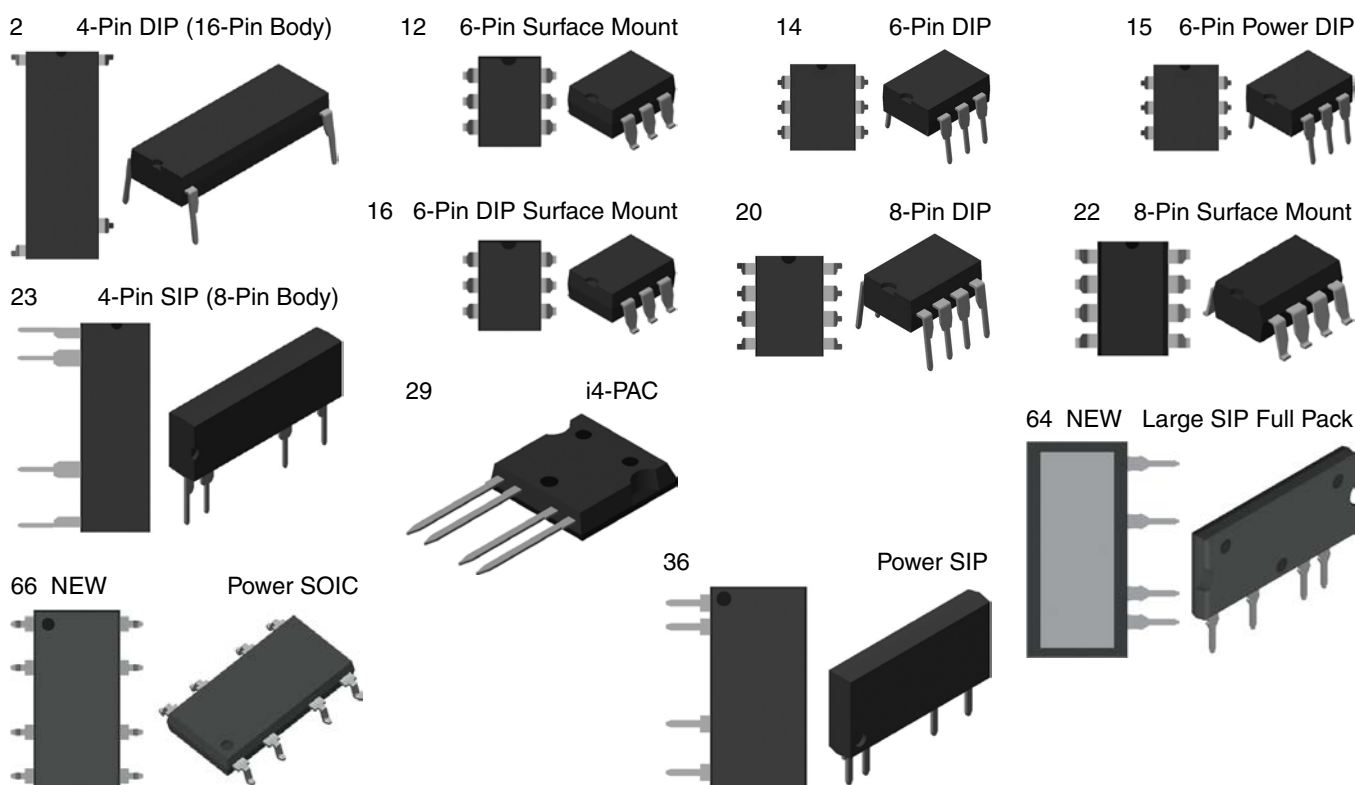 2 4-Pin DIP (16-Pin Body)
12 6-Pin Surface Mount
14 6-Pin DIP
15 6-Pin Power DIP
16 6-Pin DIP Surface Mount
20 8-Pin DIP
22 8-Pin Surface Mount
23 4-Pin SIP (8-Pin Body)
29 i4-PAC
64 NEW Large SIP Full Pack
66 NEW Power SOIC
36 Power SIP